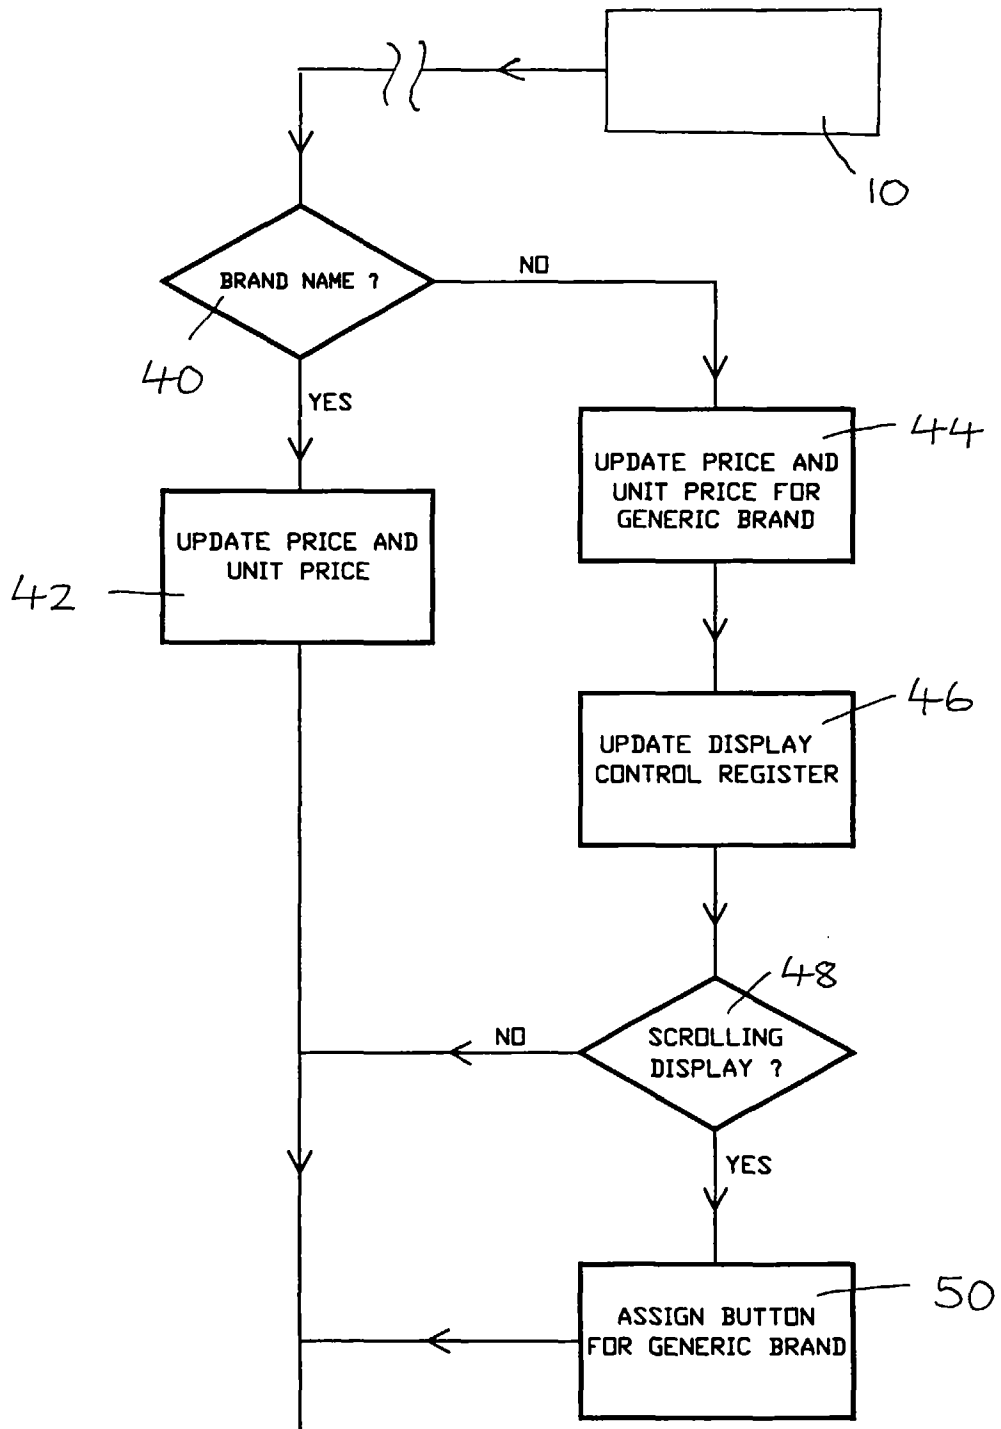 10
BRAND NAME ?
NO
40
YES
44
UPDATE PRICE AND
UNIT PRICE FOR
GENERIC BRAND
UPDATE PRICE AND
UNIT PRICE
42
46
UPDATE DISPLAY
CONTROL REGISTER
48
SCROLLING
DISPLAY ?
NO
YES
50
ASSIGN BUTTON
FOR GENERIC BRAND